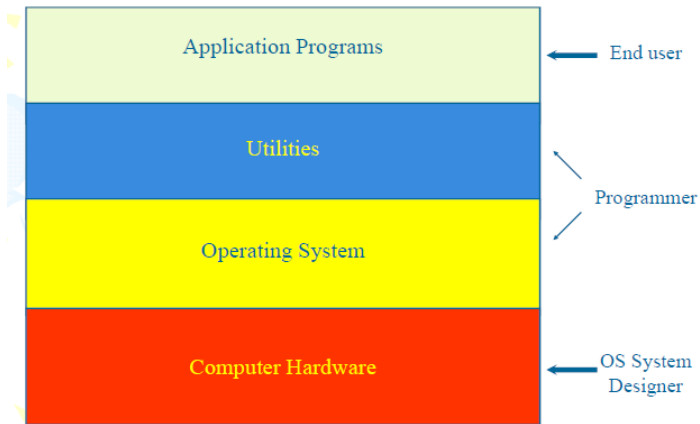 Application Programs
End user
Utilities
Programmer
Operating System
Computer Hardware
OS System
Designer